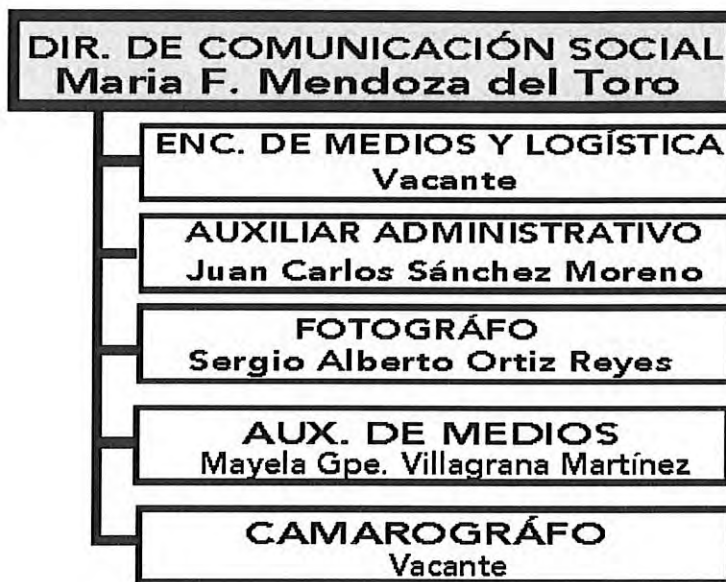 DIR. DE COMUNICACIÓN SOCIAL
Maria F. Mendoza del Toro
ENC. DE MEDIOS Y LOGÍSTICA
Vacante
AUXILIAR ADMINISTRATIVO
Juan Carlos Sánchez Moreno
FOTOGRÁFO
Sergio Alberto Ortiz Reyes
AUX. DE MEDIOS
Mayela Gpe. Villagrana Martínez
CAMAROGRÁFO
Vacante